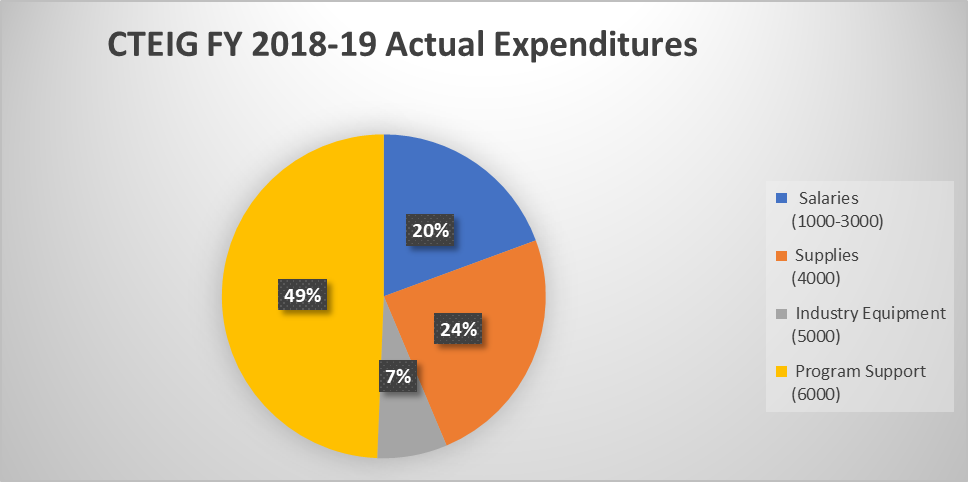 CTEIG FY 2018-19 Actual Expenditures
20%
24%
7%
49%
Salaries
(1000-3000)
Supplies
(4000)
Industry Equipment
(5000)
Program Support
(6000)